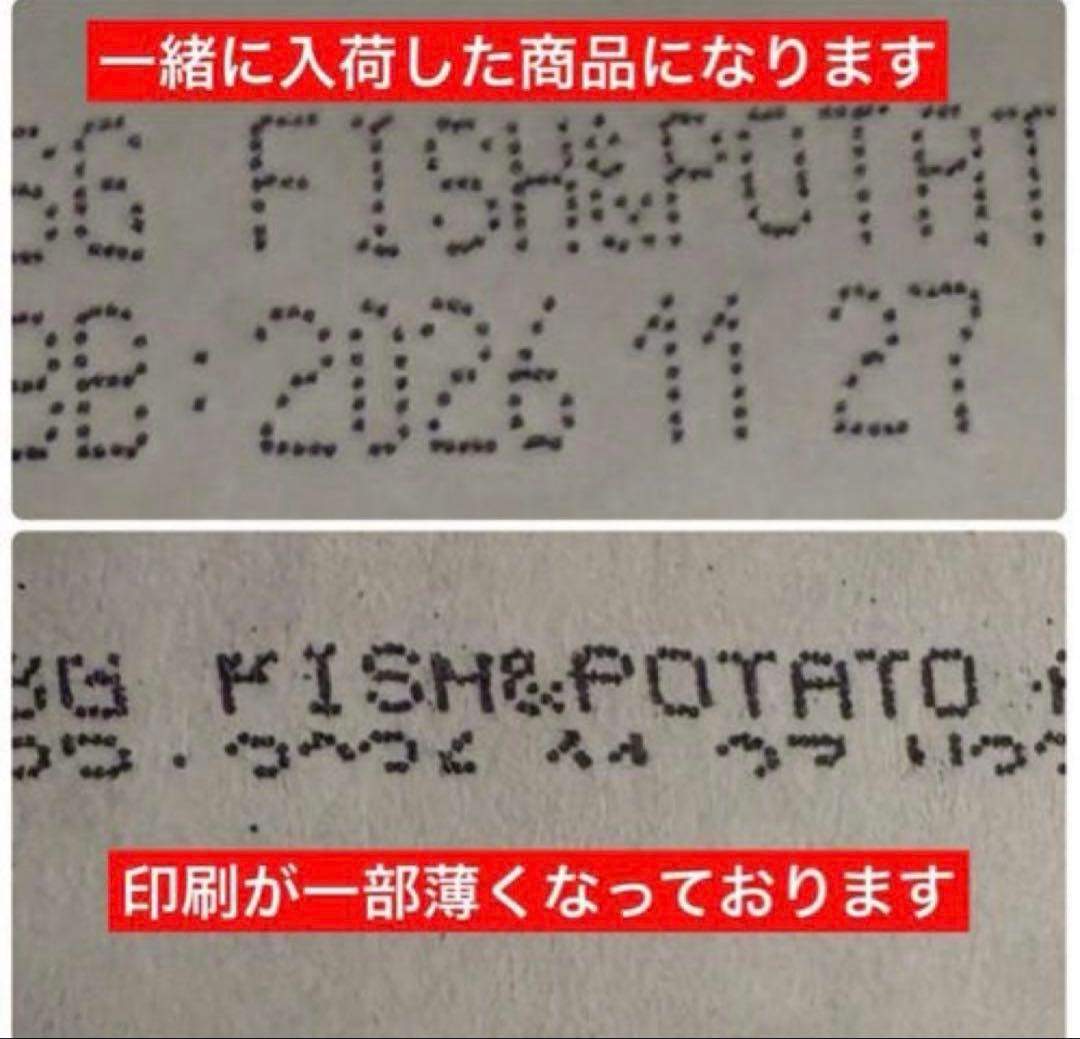 一緒に入荷した商品になります
G FISH&POTAT
B:2026 11 27
G FISH&POTATO
印刷が一部薄くなっております